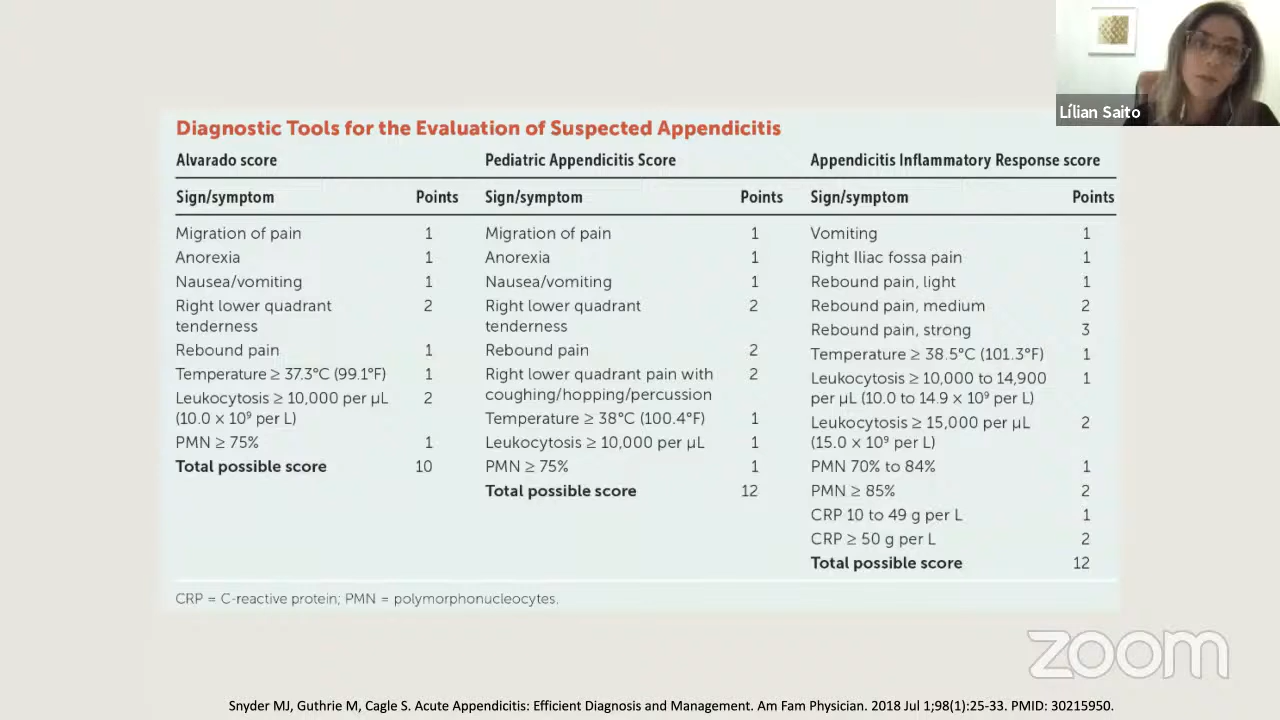 Lílian Saito
Diagnostic Tools for the Evaluation of Suspected Appendicitis
Alvarado score
Sign/symptom Points
Migration of pain 1
Anorexia 1
Nausea/vomiting 1
Right lower quadrant 2
tenderness
Rebound pain 1
Temperature ≥ 37.3°C (99.1°F) 1
Leukocytosis ≥ 10,000 per μL 2
(10.0 × 10⁹ per L)
PMN ≥ 75% 1
Total possible score 10
Pediatric Appendicitis Score
Sign/symptom Points
Migration of pain 1
Anorexia 1
Nausea/vomiting 1
Right lower quadrant 2
tenderness
Rebound pain 2
Right lower quadrant pain with 2
coughing/hopping/percussion
Temperature ≥ 38°C (100.4°F) 1
Leukocytosis ≥ 10,000 per μL 1
PMN ≥ 75% 1
Total possible score 12
Appendicitis Inflammatory Response score
Sign/symptom Points
Vomiting 1
Right Iliac fossa pain 1
Rebound pain, light 1
Rebound pain, medium 2
Rebound pain, strong 3
Temperature ≥ 38.5°C (101.3°F) 1
Leukocytosis ≥ 10,000 to 14,900 1
per μL (10.0 to 14.9 × 10⁹ per L)
Leukocytosis ≥ 15,000 per μL 2
(15.0 × 10⁹ per L)
PMN 70% to 84% 1
PMN ≥ 85% 2
CRP 10 to 49 g per L 1
CRP ≥ 50 g per L 2
Total possible score 12
CRP = C-reactive protein; PMN = polymorphonucleocytes.
zoom
Snyder MJ, Guthrie M, Cagle S. Acute Appendicitis: Efficient Diagnosis and Management. Am Fam Physician. 2018 Jul 1;98(1):25-33. PMID: 30215950.